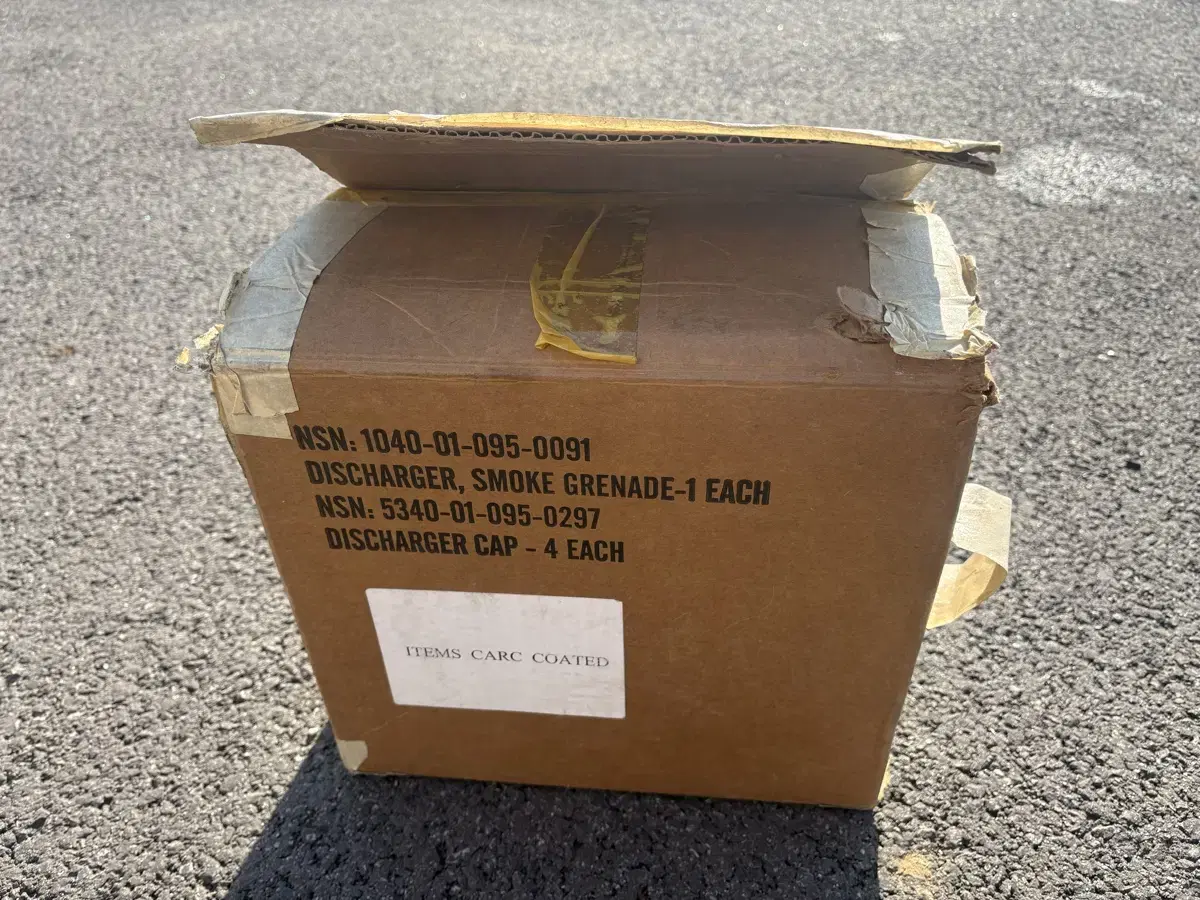 NSN: 1040-01-095-0091
DISCHARGER, SMOKE GRENADE-1 EACH
NSN: 5340-01-095-0297
DISCHARGER CAP - 4 EACH
ITEMS CARC COATED